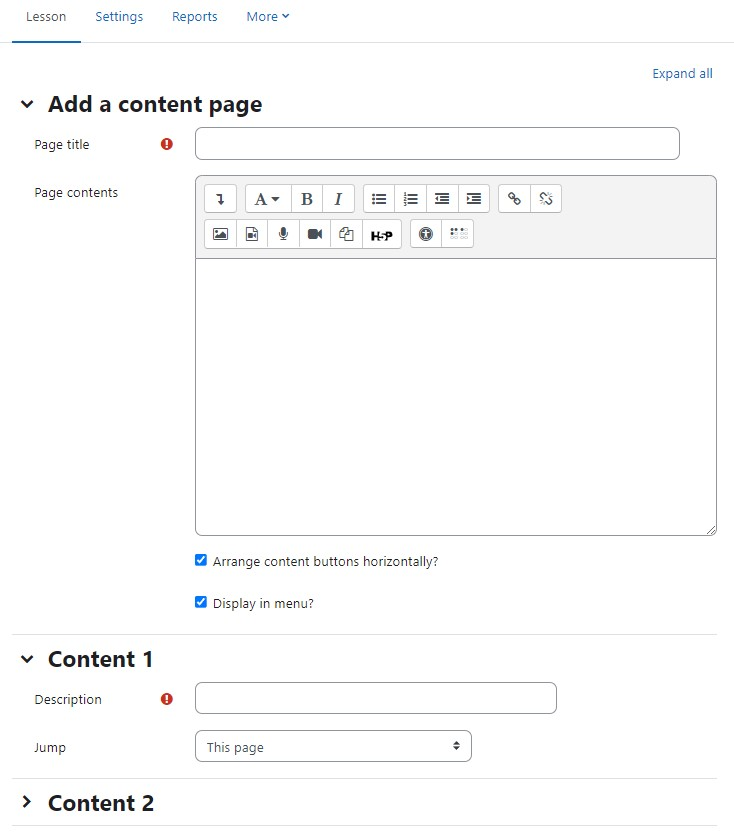 Lesson Settings Reports More
Expand all
Add a content page
Page title
Page contents
A B I
H5P
Arrange content buttons horizontally?
Display in menu?
Content 1
Description
Jump This page
Content 2